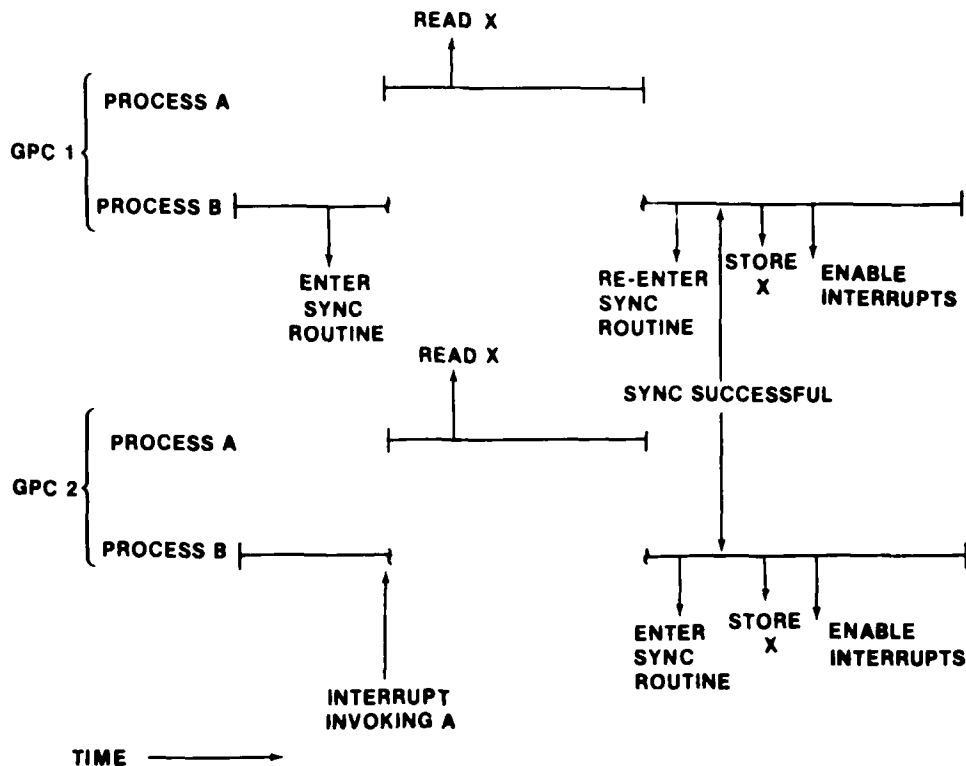 READ X
PROCESS A
GPC 1
PROCESS B
ENTER
SYNC
ROUTINE
RE-ENTER
SYNC
ROUTINE
STORE
X
ENABLE
INTERRUPTS
READ X
SYNC SUCCESSFUL
PROCESS A
GPC 2
PROCESS B
ENTER
SYNC
ROUTINE
STORE
X
ENABLE
INTERRUPTS
INTERRUPT
INVOKING A
TIME